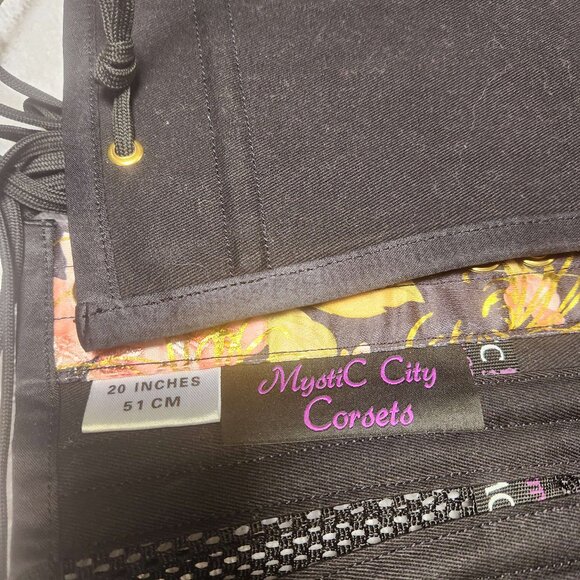 20 INCHES
51 CM
MystiC City
Corsets